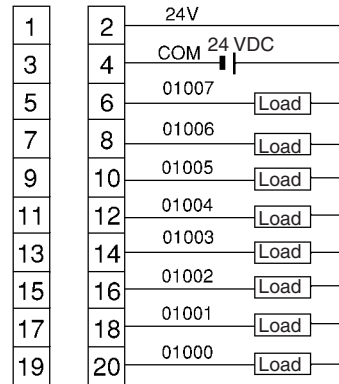 1 2 24V
3 4 COM 24 VDC
5 6 01007 Load
7 8 01006 Load
9 10 01005 Load
11 12 01004 Load
13 14 01003 Load
15 16 01002 Load
17 18 01001 Load
19 20 01000 Load